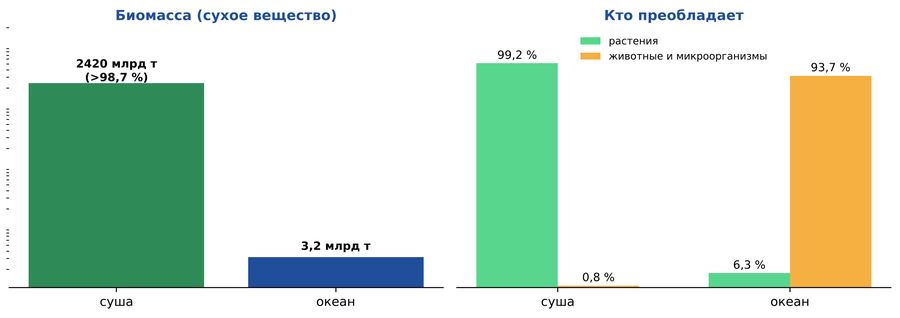 Биомасса (сухое вещество)
2420 млрд т
(>98,7 %)
3,2 млрд т
суша
океан
Кто преобладает
растения
животные и микроорганизмы
99,2 %
0,8 %
6,3 %
93,7 %
суша
океан